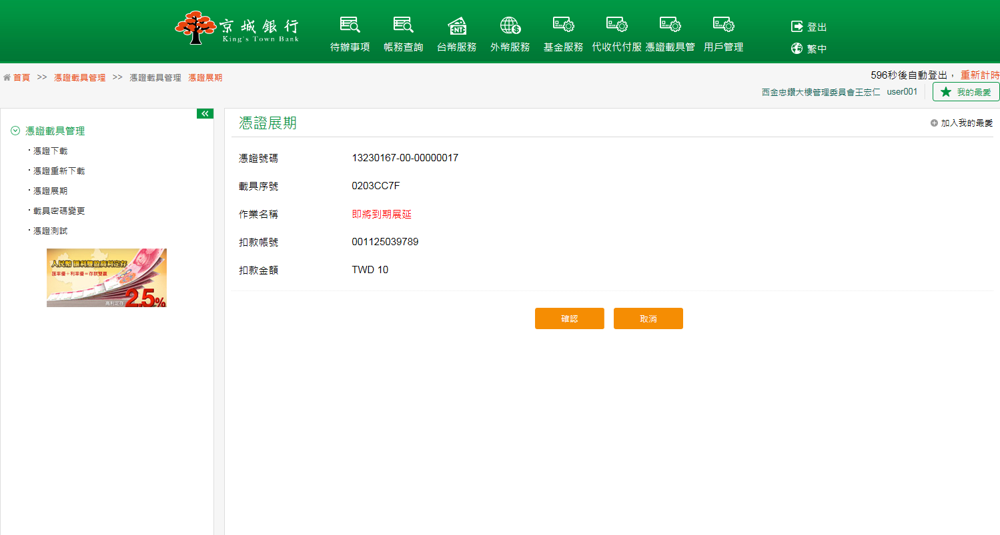 京城銀行
King's Town Bank
待辦事項 帳務查詢 台幣服務 外幣服務 基金服務 代收代付服 憑證載具管 用戶管理
NT
登出
繁中
首頁 >> 憑證載具管理 >> 憑證載具管理 憑證展期
596秒後自動登出， 重新計時
西金忠鑽大樓管理委員會王宏仁 user001
我的最愛
憑證載具管理
‧憑證下載
‧憑證重新下載
‧憑證展期
‧載具密碼變更
‧憑證測試
人民幣 匯利雙盈高利定存
匯率優＋利率優＝存款雙贏
高利定存 2.5%
憑證展期
加入我的最愛
憑證號碼 13230167-00-00000017
載具序號 0203CC7F
作業名稱 即將到期展延
扣款帳號 001125039789
扣款金額 TWD 10
確認 取消